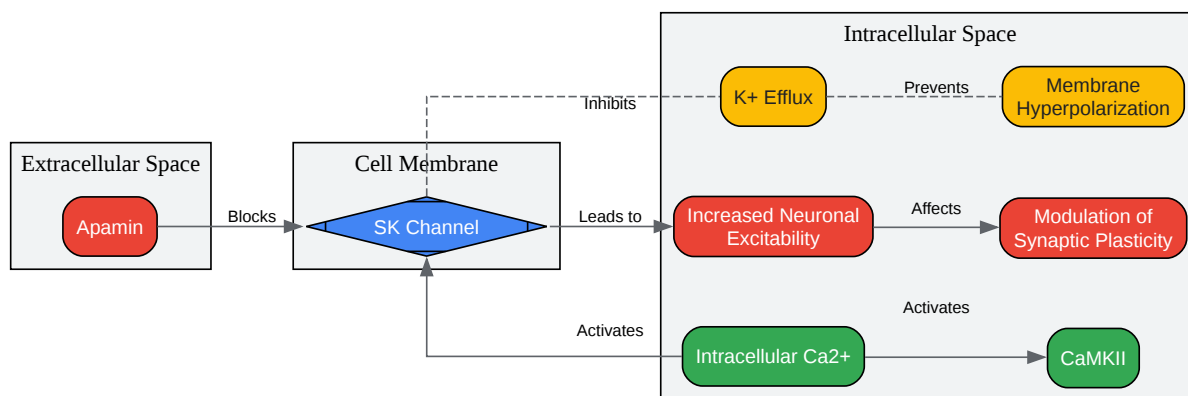 Intracellular Space
K+ Efflux
Prevents
Membrane
Hyperpolarization
Inhibits
Extracellular Space
Cell Membrane
Apamin
Blocks
SK Channel
Leads to
Increased Neuronal
Excitability
Affects
Modulation of
Synaptic Plasticity
Activates
Intracellular Ca2+
Activates
CaMKII